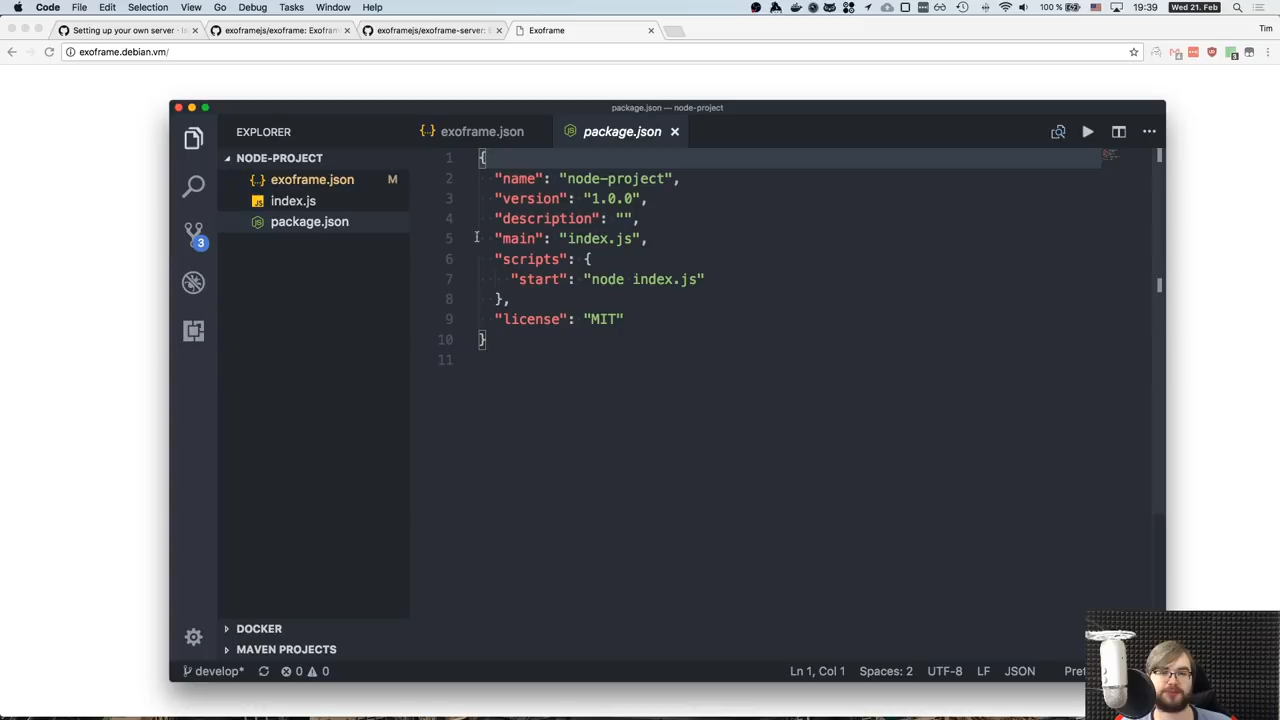 Code File Edit Selection View Go Debug Tasks Window Help 100 % 19:39 Wed 21. Feb
Setting up your own server - Is exoframejs/exoframe: Exofram exoframejs/exoframe-server: E Exoframe Tim
exoframe.debian.vm/
package.json — node-project
EXPLORER
exoframe.json package.json
NODE-PROJECT
exoframe.json M
index.js
package.json
3
1 {
2 "name": "node-project",
3 "version": "1.0.0",
4 "description": "",
5 "main": "index.js",
6 "scripts": {
7 "start": "node index.js"
8 },
9 "license": "MIT"
10 }
11
DOCKER
MAVEN PROJECTS
develop* 0 0 Ln 1, Col 1 Spaces: 2 UTF-8 LF JSON Pret